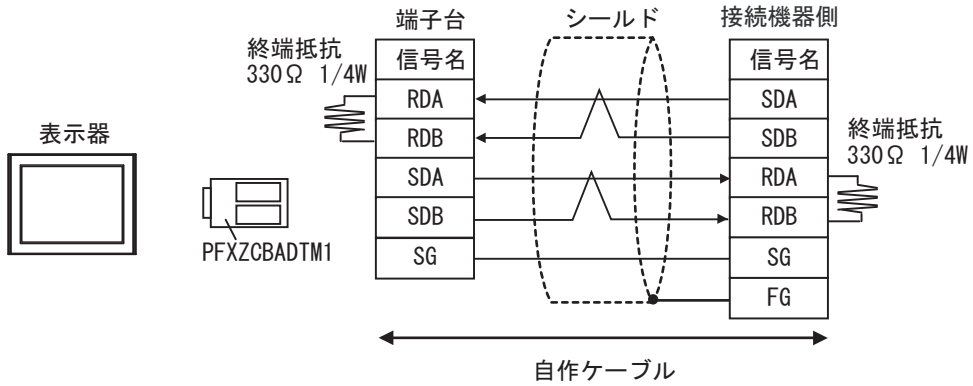 端子台
シールド
接続機器側
終端抵抗
330Ω 1/4W
信号名
RDA
RDB
SDA
SDB
SG
信号名
SDA
SDB
RDA
RDB
SG
FG
終端抵抗
330Ω 1/4W
表示器
PFXZCBADTM1
自作ケーブル